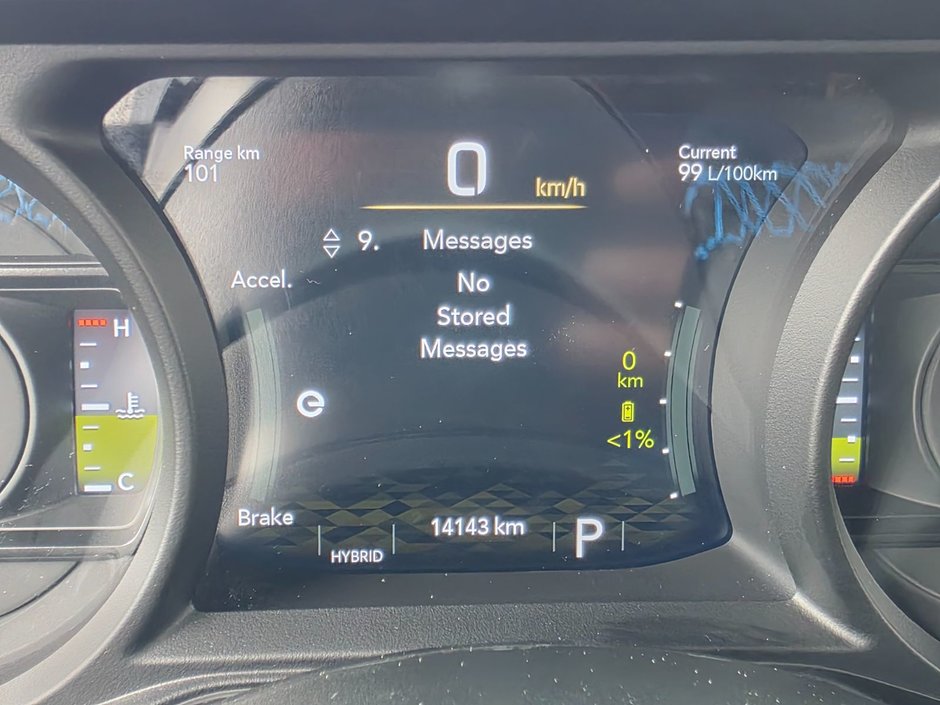 Range km
101
0
km/h
Current
99 L/100km
9. Messages
Accel.
No
Stored
Messages
H
0
km
e
<1%
C
Brake
14143 km
P
HYBRID